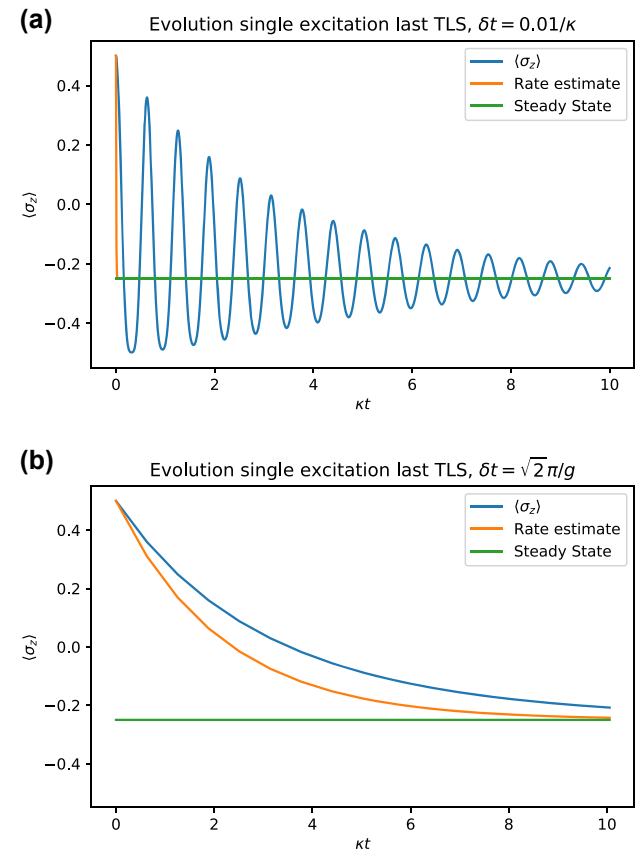 (a)
Evolution single excitation last TLS, δt = 0.01/κ
⟨σz⟩
Rate estimate
Steady State
0.4
0.2
0.0
−0.2
−0.4
⟨σz⟩
0 2 4 6 8 10
κt
(b)
Evolution single excitation last TLS, δt = √2π/g
⟨σz⟩
Rate estimate
Steady State
0.4
0.2
0.0
−0.2
−0.4
⟨σz⟩
0 2 4 6 8 10
κt